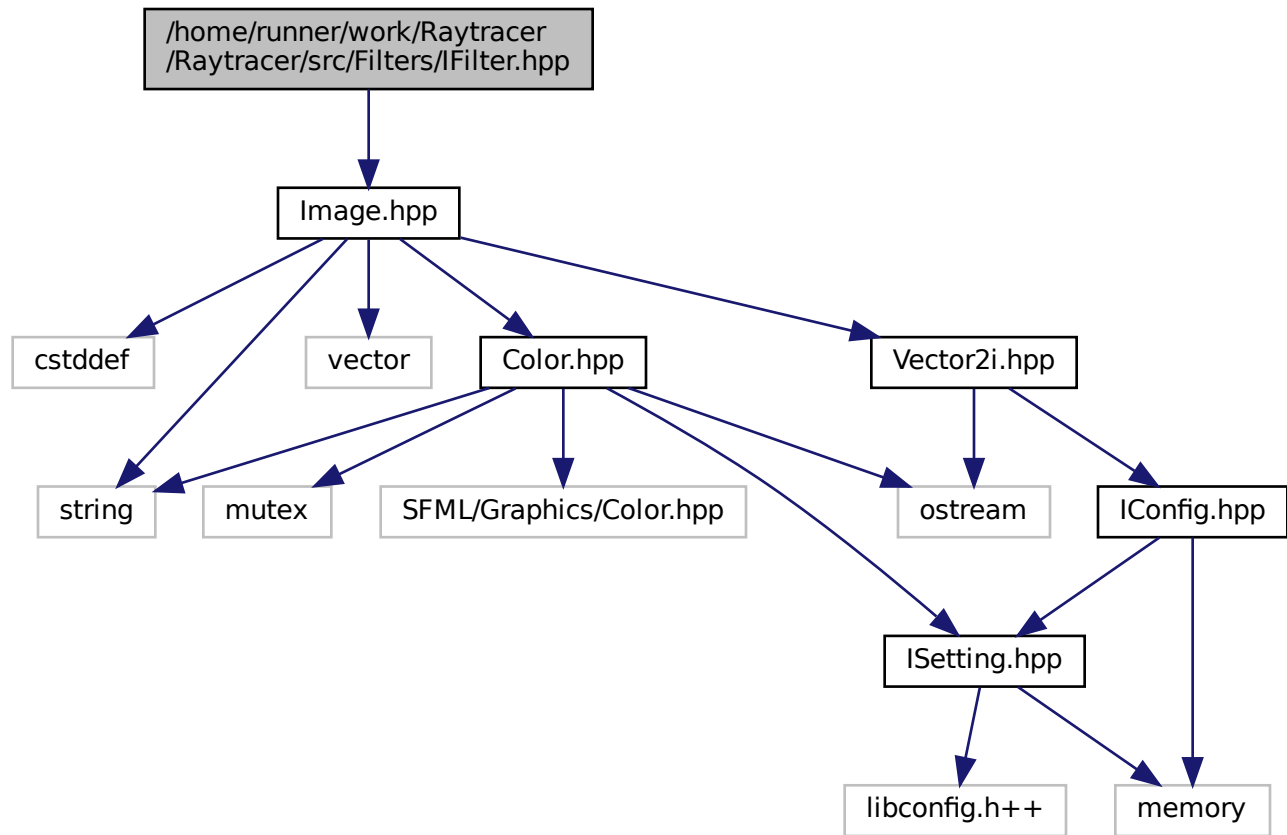 /home/runner/work/Raytracer
/Raytracer/src/Filters/IFilter.hpp
Image.hpp
cstddef
vector
Color.hpp
Vector2i.hpp
string
mutex
SFML/Graphics/Color.hpp
ostream
IConfig.hpp
ISetting.hpp
libconfig.h++
memory